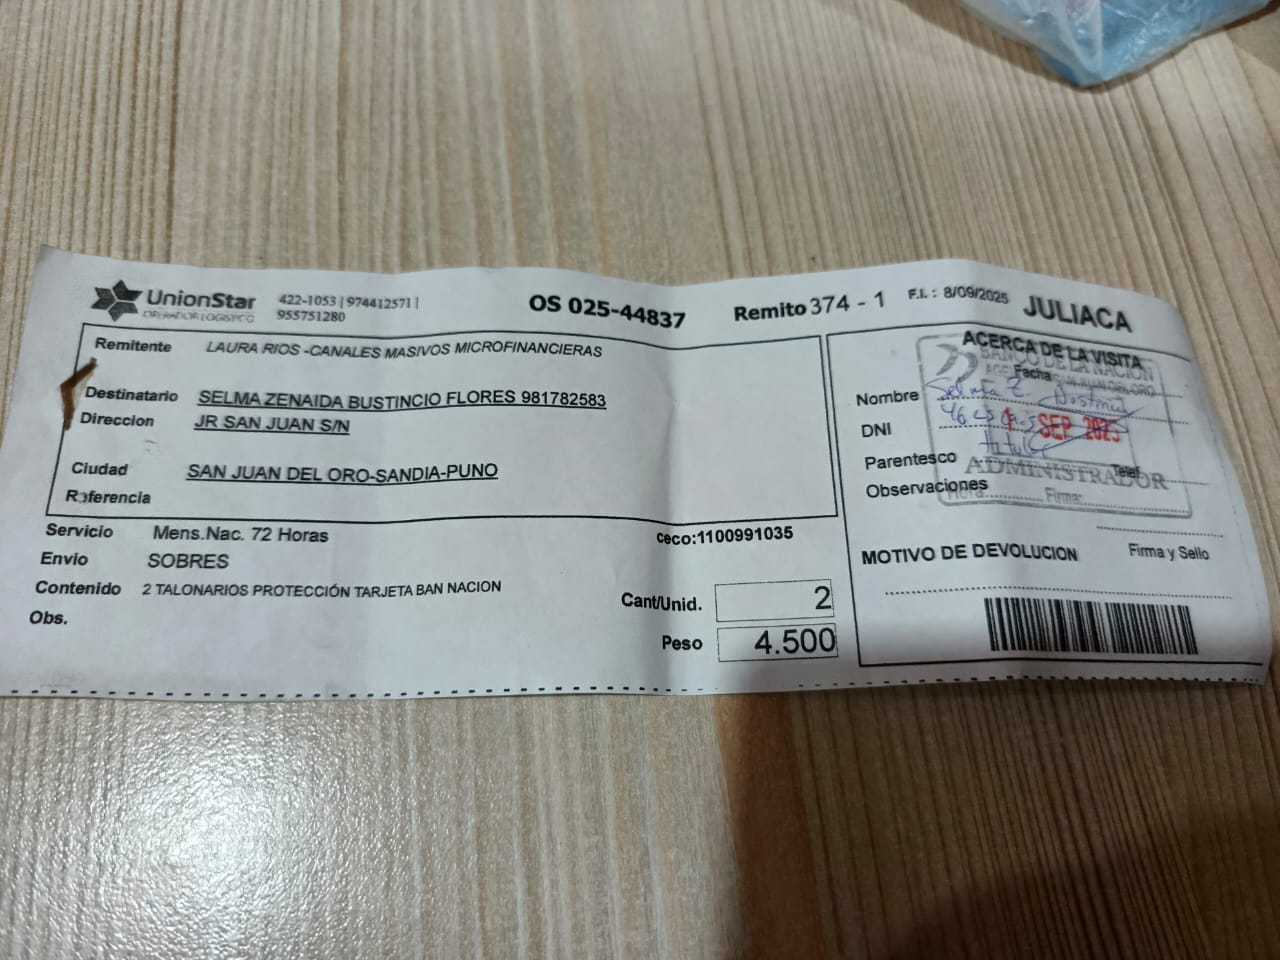 UnionStar
OPERADOR LOGISTICO
422-1053 | 974412571 |
955751280
OS 025-44837
Remito 374 - 1
F.I. : 8/09/2025
JULIACA
Remitente LAURA RIOS -CANALES MASIVOS MICROFINANCIERAS
Destinatario SELMA ZENAIDA BUSTINCIO FLORES 981782583
Direccion JR SAN JUAN S/N
Ciudad SAN JUAN DEL ORO-SANDIA-PUNO
Referencia
Servicio Mens.Nac. 72 Horas
ceco:1100991035
Envio SOBRES
Contenido 2 TALONARIOS PROTECCIÓN TARJETA BAN NACION
Obs.
Cant/Unid. 2
Peso 4.500
ACERCA DE LA VISITA
BANCO DE LA NACION
Fecha
Nombre Selma Z.
DNI
SEP 2025
Parentesco Titular
Telef.
ADMINISTRADOR
Observaciones
Hora: Firma:
Firma y Sello
MOTIVO DE DEVOLUCION